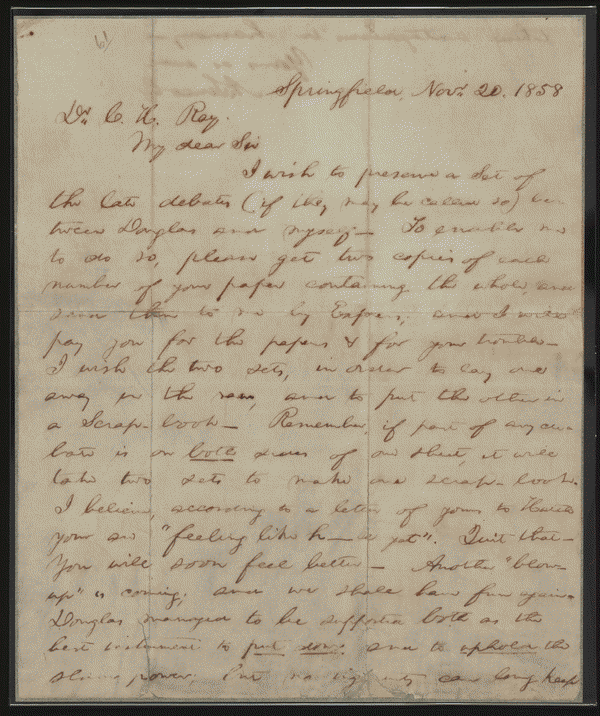 Springfield, Nov. 20. 1858
Dr. C. H. Ray.
My dear Sir
I wish to preserve a Set of
the late debates (if they may be called so) be-
tween Douglas and myself— To enable me
to do so, please get two copies of each
number of your paper containing the whole, and
send them to me by Express; and I will
pay you for the papers & for your trouble—
I wish the two sets, in order to lay one
away in the raw, and to put the other in
a Scrap-book— Remember, if part of any de-
bate is on both sides of one sheet, it will
take two sets to make one scrap-book.
I believe, according to a letter of yours to Hatch
you are "feeling like h—ll yet". Quit that—
You will soon feel better— Another "blow-
up" is coming; and we shall have fun again.
Douglas managed to be supported both as the
best instrument to put down and to uphold the
slave power; but no ingenuity can long keep